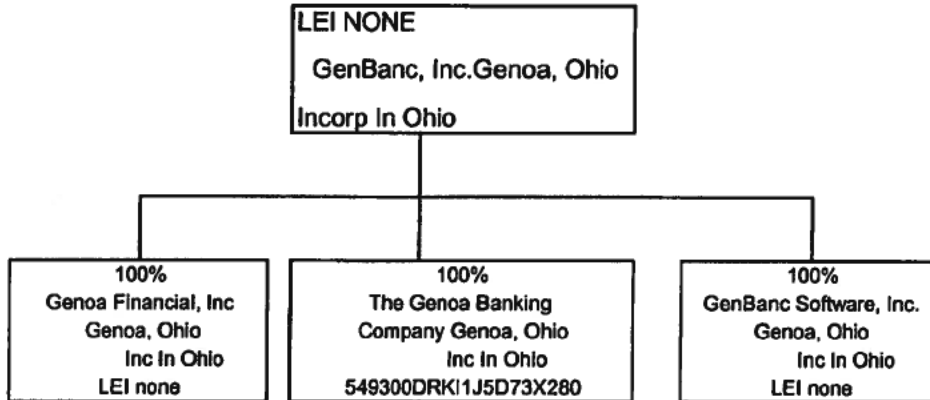 LEI NONE
GenBanc, Inc.Genoa, Ohio
Incorp In Ohio
100%
Genoa Financial, Inc
Genoa, Ohio
Inc In Ohio
LEI none
100%
The Genoa Banking
Company Genoa, Ohio
Inc In Ohio
549300DRKI1J5D73X280
100%
GenBanc Software, Inc.
Genoa, Ohio
Inc In Ohio
LEI none